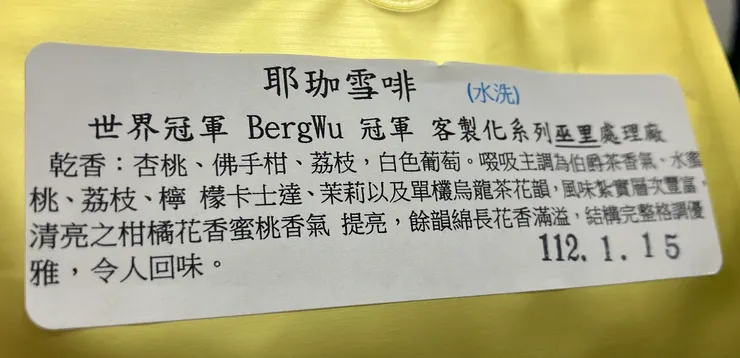 耶珈雪啡 (水洗)
世界冠軍 BergWu 冠軍 客製化系列巫里處理廠
乾香：杏桃、佛手柑、荔枝，白色葡萄。啜吸主調為伯爵茶香氣、水蜜
桃、荔枝、檸 檬卡士達、茉莉以及單欉烏龍茶花韻，風味紮實層次豐富，
清亮之柑橘花香蜜桃香氣 提亮，餘韻綿長花香滿溢，結構完整格調優
雅，令人回味。
112.1.15